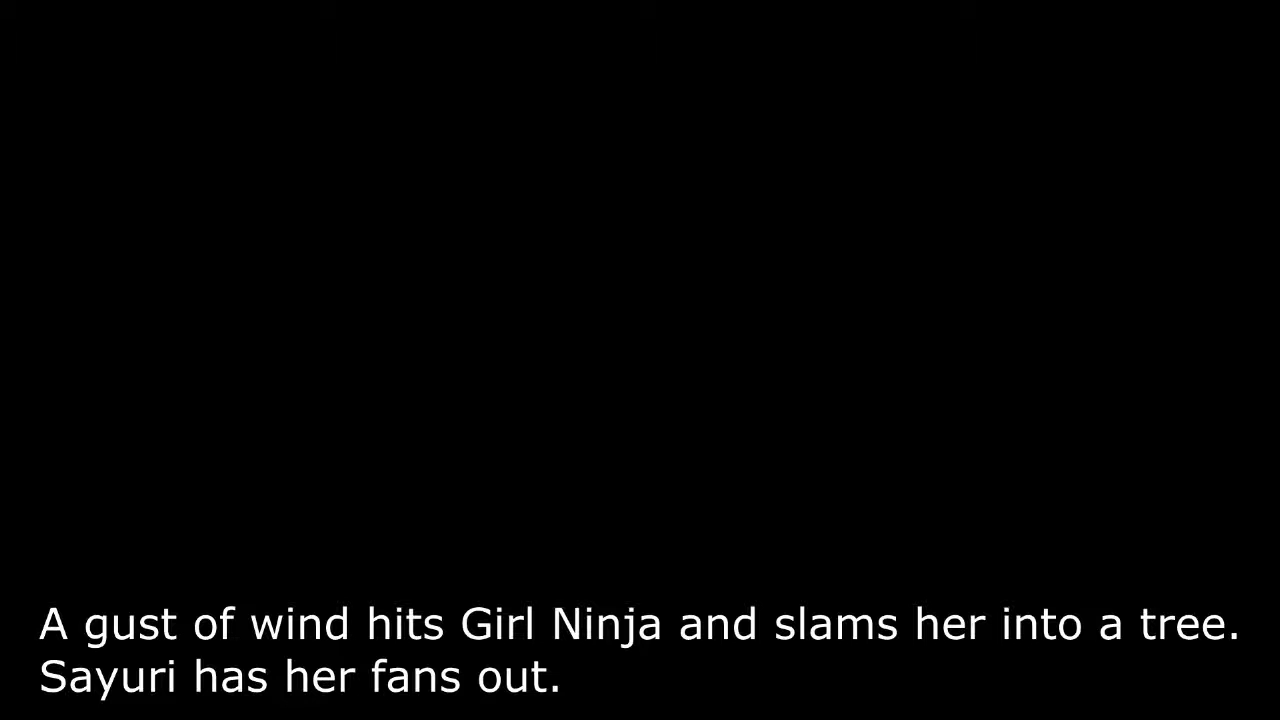 A gust of wind hits Girl Ninja and slams her into a tree.
Sayuri has her fans out.